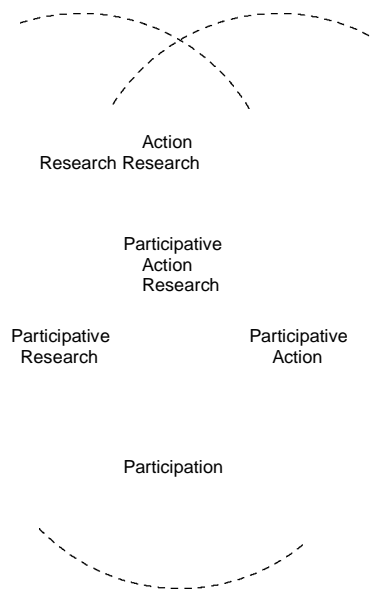 Action
Research Research
Participative
Action
Research
Participative
Research
Participative
Action
Participation